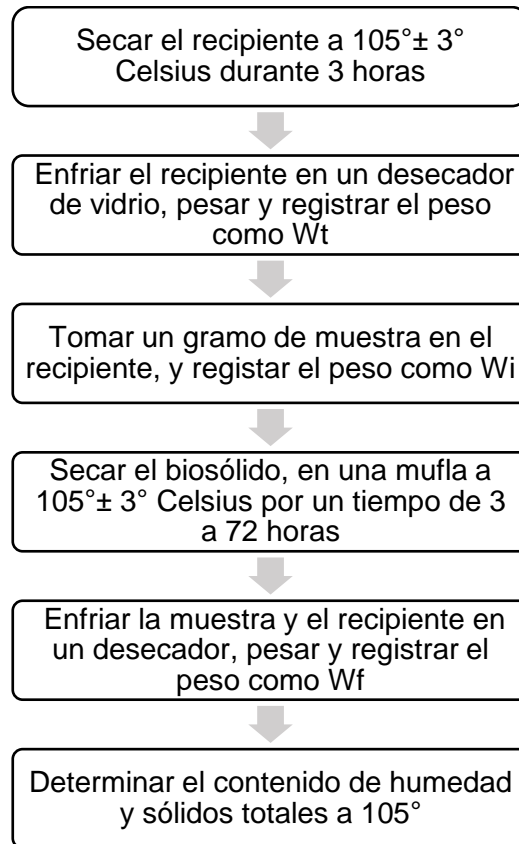 Secar el recipiente a 105°± 3°
Celsius durante 3 horas
Enfriar el recipiente en un desecador
de vidrio, pesar y registrar el peso
como Wt
Tomar un gramo de muestra en el
recipiente, y registar el peso como Wi
Secar el biosólido, en una mufla a
105°± 3° Celsius por un tiempo de 3
a 72 horas
Enfriar la muestra y el recipiente en
un desecador, pesar y registrar el
peso como Wf
Determinar el contenido de humedad
y sólidos totales a 105°